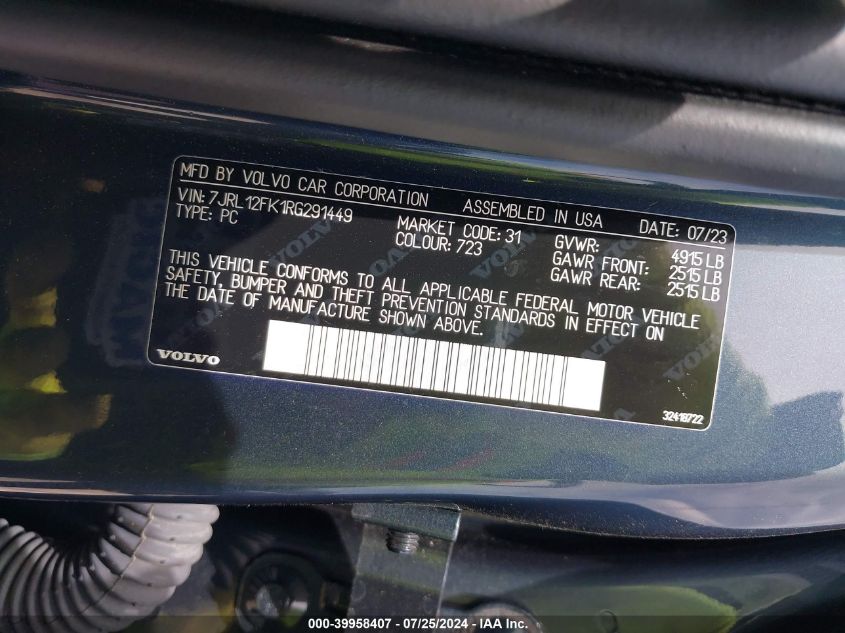 MFD BY VOLVO CAR CORPORATION ASSEMBLED IN USA DATE: 07/23
VIN: 7JRL12FK1RG291449
TYPE: PC
MARKET CODE: 31
COLOUR: 723
GVWR: 4915 LB
GAWR FRONT: 2515 LB
GAWR REAR: 2515 LB
THIS VEHICLE CONFORMS TO ALL APPLICABLE FEDERAL MOTOR VEHICLE
SAFETY, BUMPER AND THEFT PREVENTION STANDARDS IN EFFECT ON
THE DATE OF MANUFACTURE SHOWN ABOVE.
VOLVO
32418722
000-39958407 / 07/25/2024 / IAA Inc.